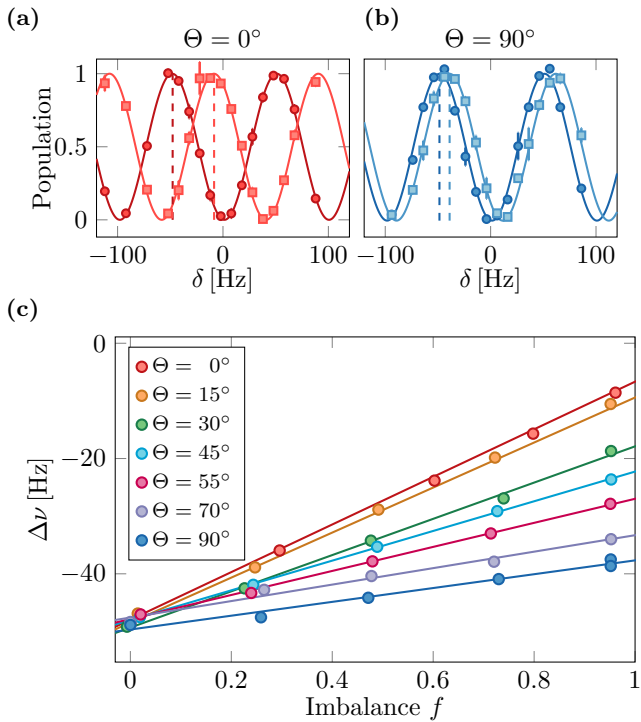 (a)
Θ = 0°
(b)
Θ = 90°
Population
1
0.5
0
−100
0
100
−100
0
100
δ [Hz]
δ [Hz]
(c)
Δν [Hz]
0
−20
−40
Θ = 0°
Θ = 15°
Θ = 30°
Θ = 45°
Θ = 55°
Θ = 70°
Θ = 90°
0
0.2
0.4
0.6
0.8
1
Imbalance f